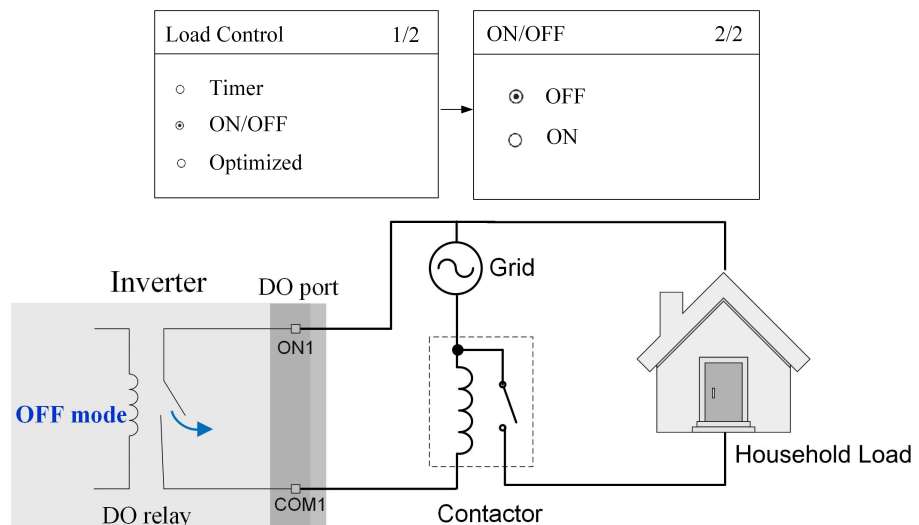 Load Control 1/2
Timer
ON/OFF
Optimized
ON/OFF 2/2
OFF
ON
Grid
Inverter
DO port
ON1
OFF mode
COM1
DO relay
Contactor
Household Load